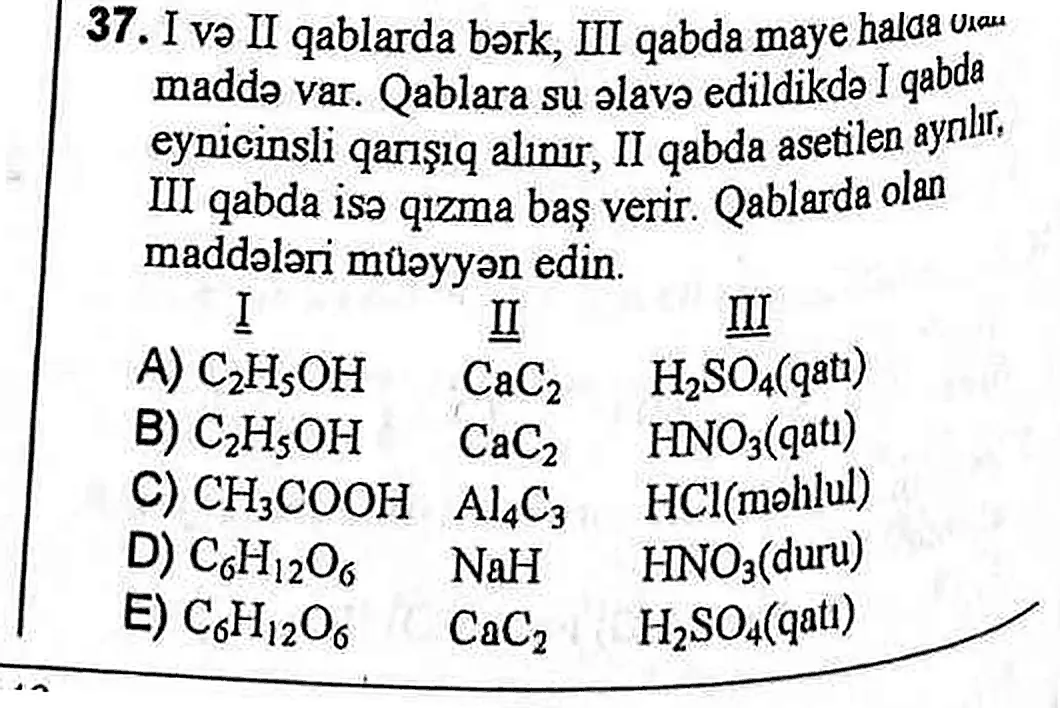 37. I və II qablarda bərk, III qabda maye halda olan
maddə var. Qablara su əlavə edildikdə I qabda
eynicinsli qarışıq alınır, II qabda asetilen ayrılır,
III qabda isə qızma baş verir. Qablarda olan
maddələri müəyyən edin.
I II III
A) C₂H₅OH CaC₂ H₂SO₄(qatı)
B) C₂H₅OH CaC₂ HNO₃(qatı)
C) CH₃COOH Al₄C₃ HCl(məhlul)
D) C₆H₁₂O₆ NaH HNO₃(duru)
E) C₆H₁₂O₆ CaC₂ H₂SO₄(qatı)